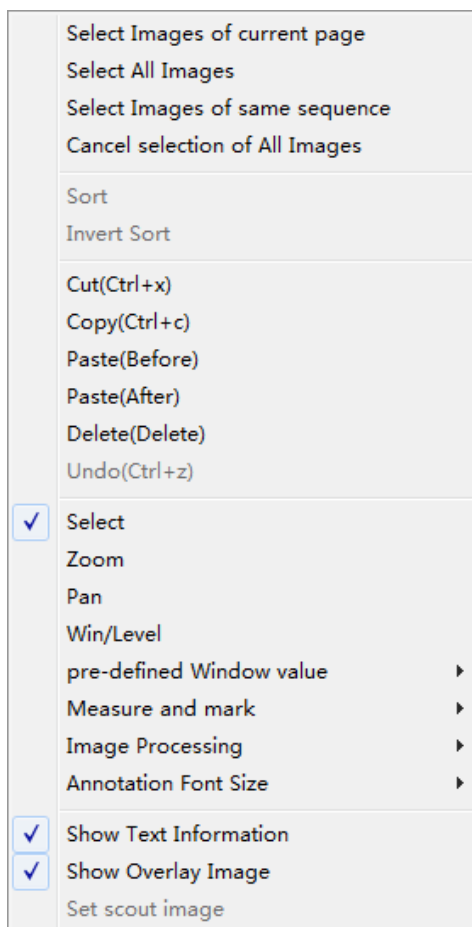 Select Images of current page
Select All Images
Select Images of same sequence
Cancel selection of All Images
Sort
Invert Sort
Cut(Ctrl+x)
Copy(Ctrl+c)
Paste(Before)
Paste(After)
Delete(Delete)
Undo(Ctrl+z)
Select
Zoom
Pan
Win/Level
pre-defined Window value
Measure and mark
Image Processing
Annotation Font Size
Show Text Information
Show Overlay Image
Set scout image